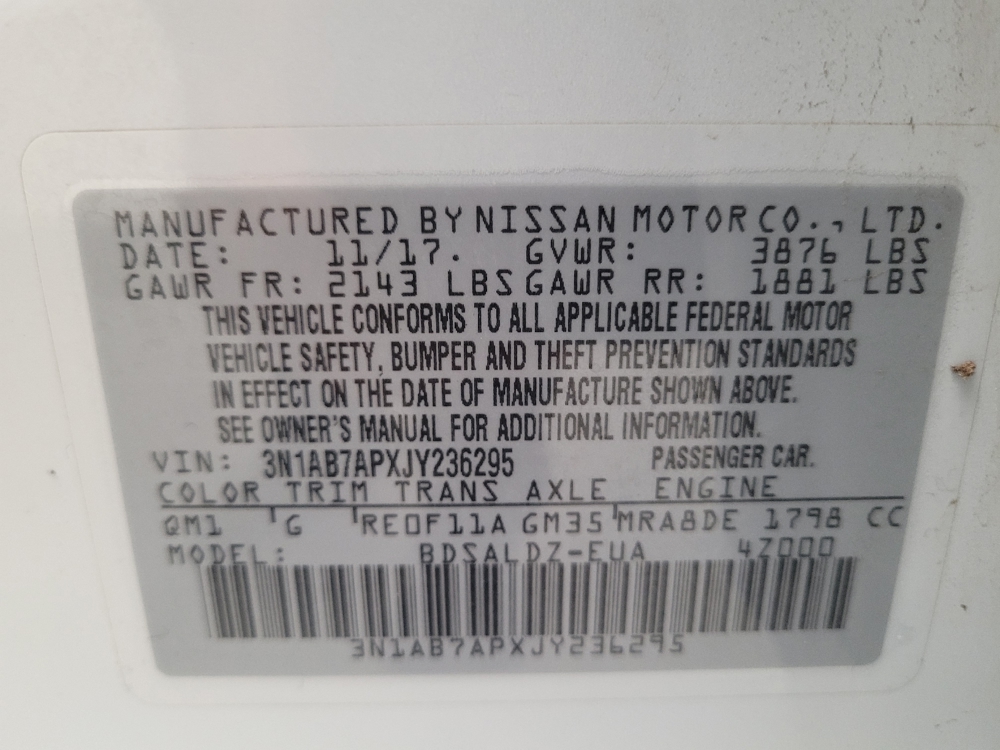 MANUFACTURED BY NISSAN MOTOR CO., LTD.
DATE: 11/17. GVWR: 3876 LBS
GAWR FR: 2143 LBS GAWR RR: 1881 LBS
THIS VEHICLE CONFORMS TO ALL APPLICABLE FEDERAL MOTOR
VEHICLE SAFETY, BUMPER AND THEFT PREVENTION STANDARDS
IN EFFECT ON THE DATE OF MANUFACTURE SHOWN ABOVE.
SEE OWNER'S MANUAL FOR ADDITIONAL INFORMATION.
VIN: 3N1AB7APXJY236295 PASSENGER CAR.
COLOR TRIM TRANS AXLE ENGINE
QM1 G RE0F11A GM35 MRA8DE 1798 CC
MODEL: BDSALDZ-EUA 4Z000
3N1AB7APXJY236295